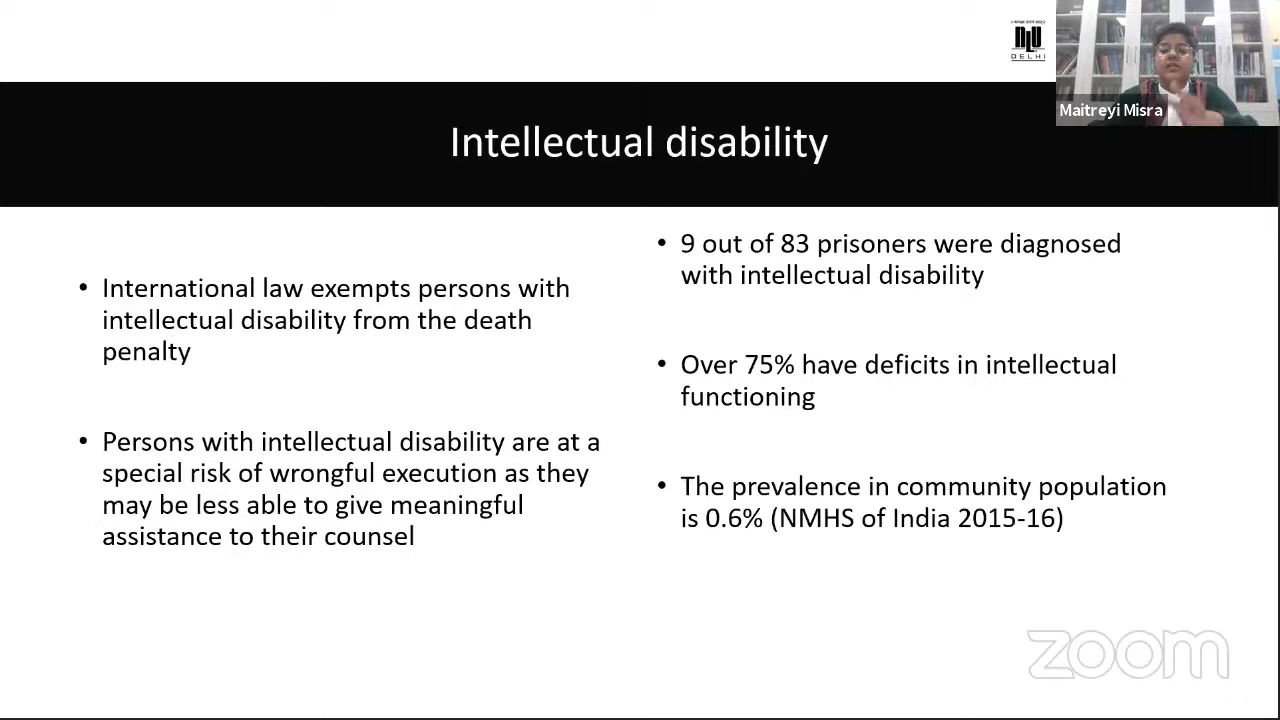 NLU
DELHI
Maitreyi Misra
Intellectual disability
• International law exempts persons with
intellectual disability from the death
penalty
• Persons with intellectual disability are at a
special risk of wrongful execution as they
may be less able to give meaningful
assistance to their counsel
• 9 out of 83 prisoners were diagnosed
with intellectual disability
• Over 75% have deficits in intellectual
functioning
• The prevalence in community population
is 0.6% (NMHS of India 2015-16)
zoom